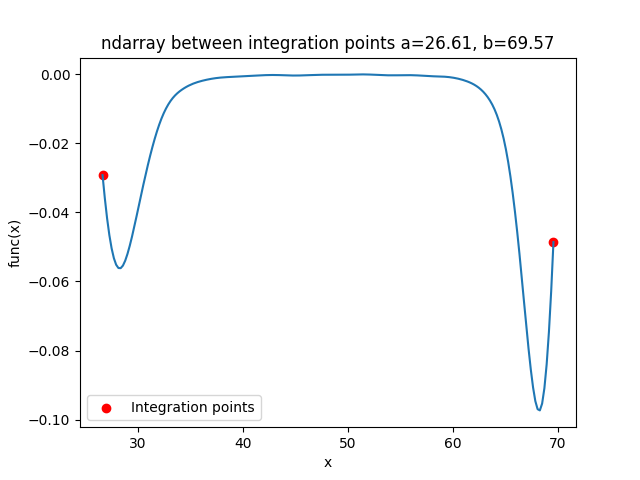 ndarray between integration points a=26.61, b=69.57
0.00
−0.02
−0.04
−0.06
−0.08
−0.10
func(x)
Integration points
30 40 50 60 70
x